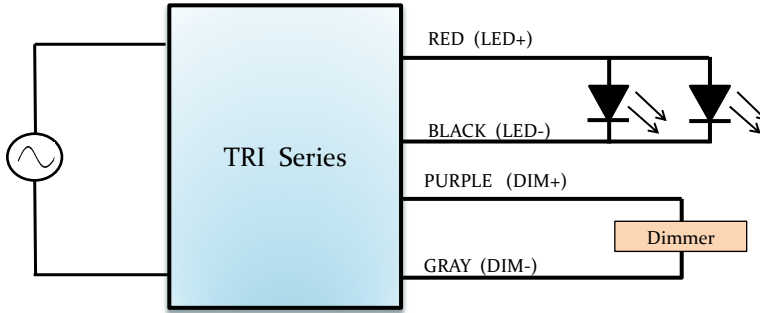 RED (LED+)
BLACK (LED-)
TRI Series
PURPLE (DIM+)
Dimmer
GRAY (DIM-)